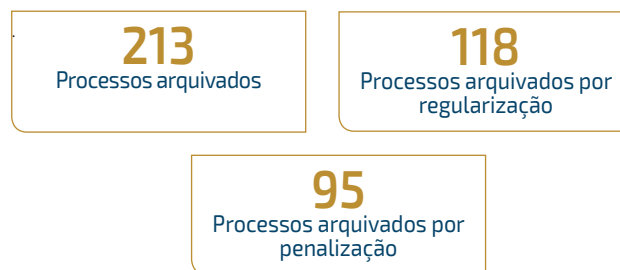 213
Processos arquivados
118
Processos arquivados por
regularização
95
Processos arquivados por
penalização